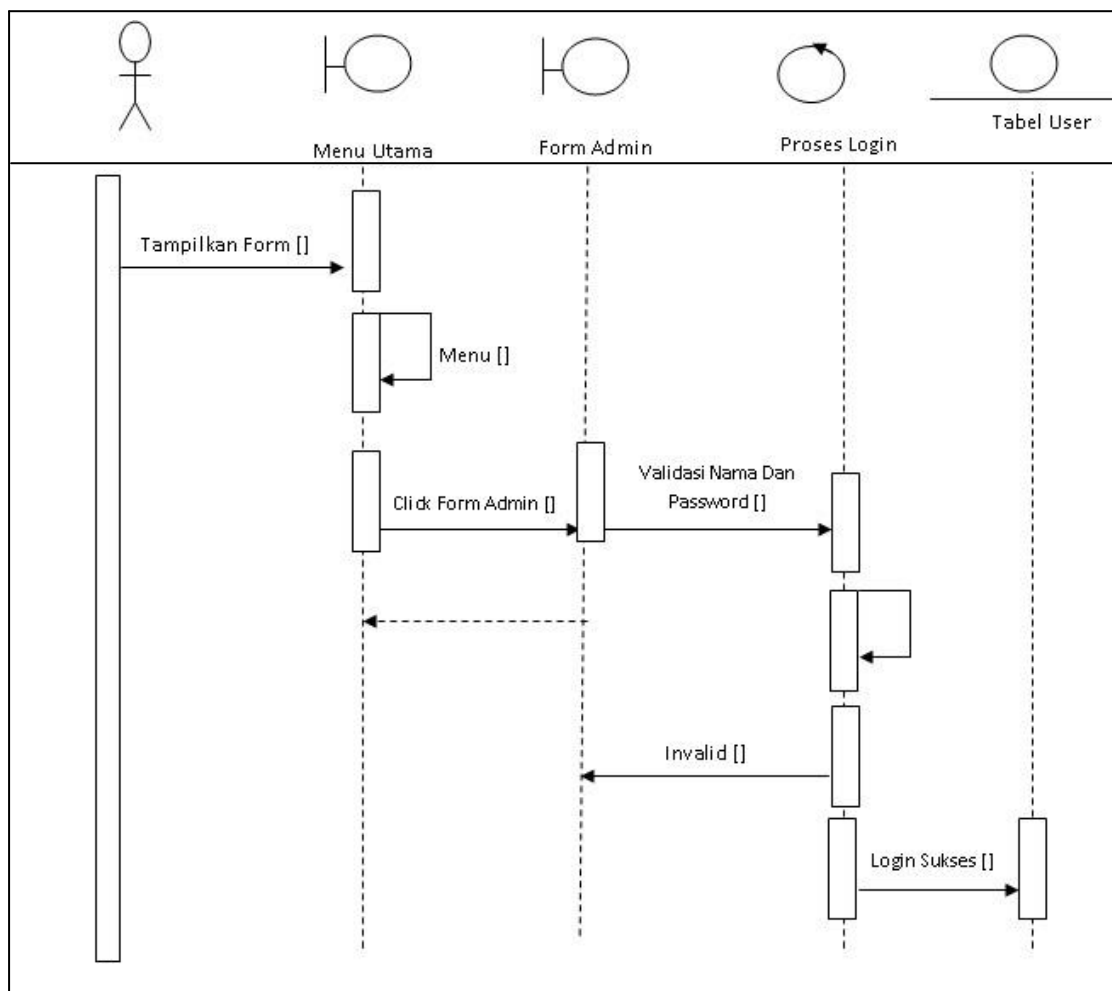 Menu Utama
Form Admin
Proses Login
Tabel User
Tampilkan Form []
Menu []
Click Form Admin []
Validasi Nama Dan
Password []
Invalid []
Login Sukses []